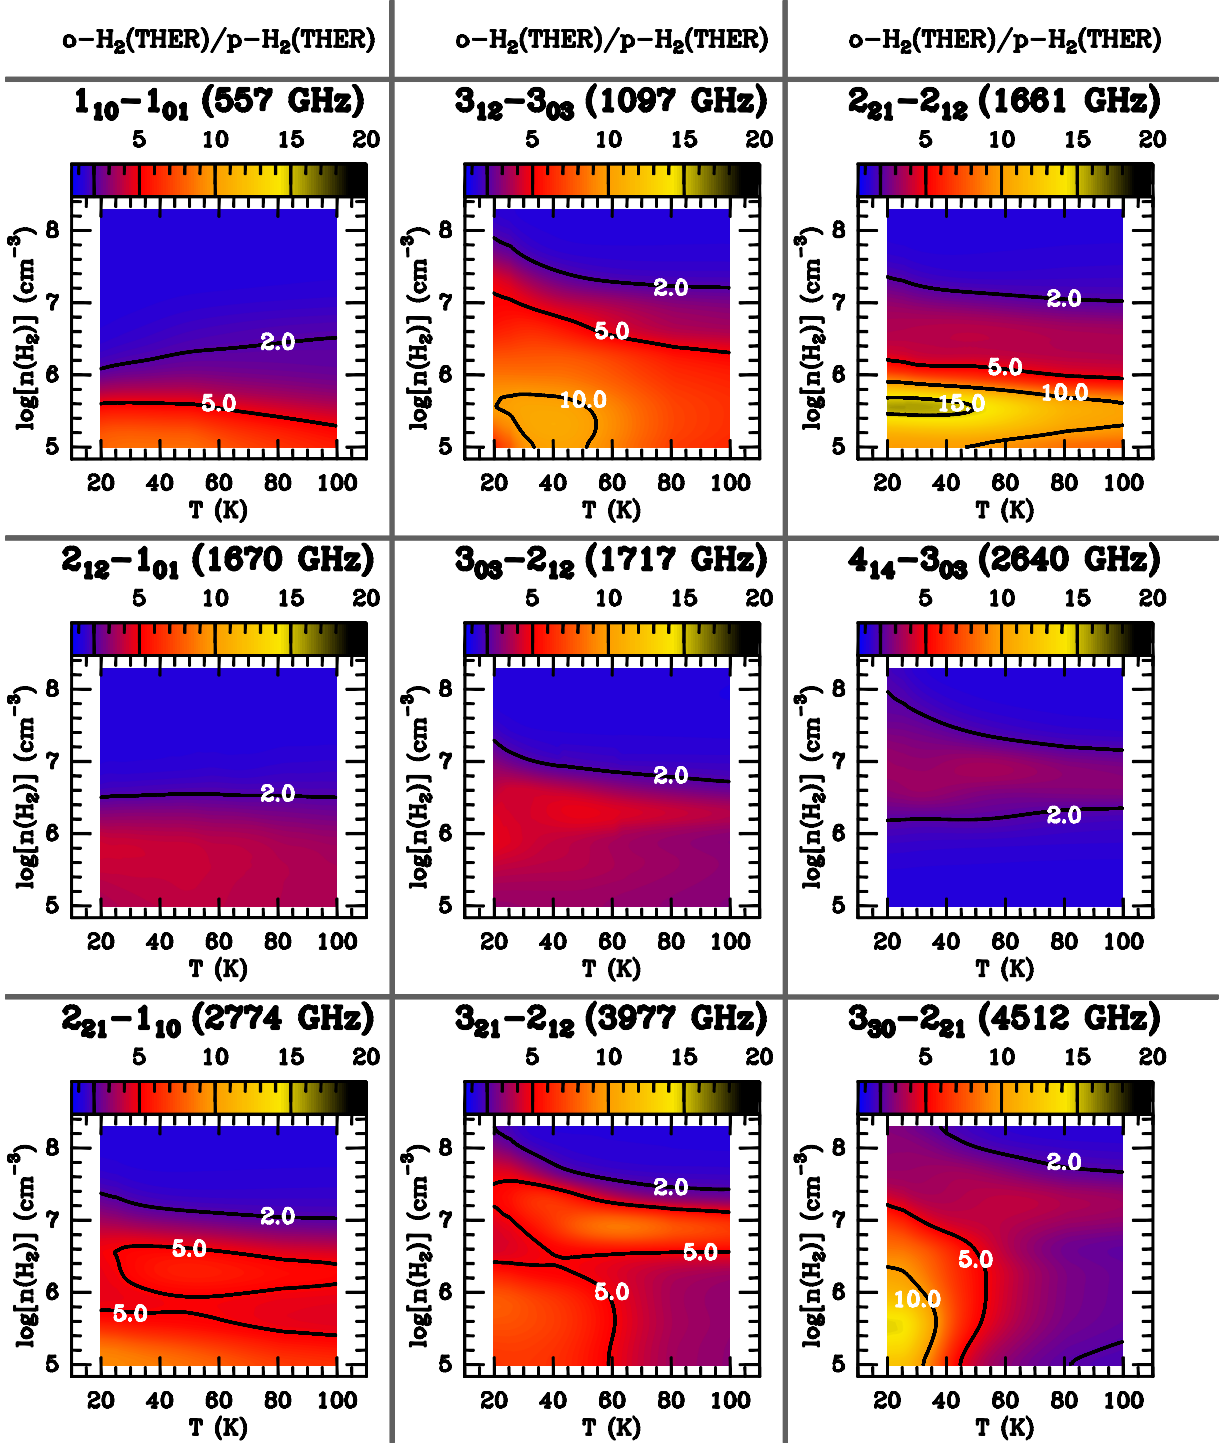 o-H₂(THER)/p-H₂(THER) o-H₂(THER)/p-H₂(THER) o-H₂(THER)/p-H₂(THER)
1₁₀-1₀₁ (557 GHz) 3₁₂-3₀₃ (1097 GHz) 2₂₁-2₁₂ (1661 GHz)
5 10 15 20 5 10 15 20 5 10 15 20
log[n(H₂)] (cm⁻³) log[n(H₂)] (cm⁻³) log[n(H₂)] (cm⁻³)
8 8 8
7 2.0 7 2.0 7 2.0
5.0
6 5.0 6 10.0 6 5.0 10.0 15.0
5 5 5
20 40 60 80 100 20 40 60 80 100 20 40 60 80 100
T (K) T (K) T (K)
2₁₂-1₀₁ (1670 GHz) 3₀₃-2₁₂ (1717 GHz) 4₁₄-3₀₃ (2640 GHz)
5 10 15 20 5 10 15 20 5 10 15 20
log[n(H₂)] (cm⁻³) log[n(H₂)] (cm⁻³) log[n(H₂)] (cm⁻³)
8 8 8
7 2.0 7 2.0 7 2.0
6 6 6
5 5 5
20 40 60 80 100 20 40 60 80 100 20 40 60 80 100
T (K) T (K) T (K)
2₂₁-1₁₀ (2774 GHz) 3₂₁-2₁₂ (3977 GHz) 3₃₀-2₂₁ (4512 GHz)
5 10 15 20 5 10 15 20 5 10 15 20
log[n(H₂)] (cm⁻³) log[n(H₂)] (cm⁻³) log[n(H₂)] (cm⁻³)
8 8 8 2.0
7 2.0 7 2.0 7
5.0 5.0 5.0
6 5.0 6 5.0 6 10.0
5 5 5
20 40 60 80 100 20 40 60 80 100 20 40 60 80 100
T (K) T (K) T (K)